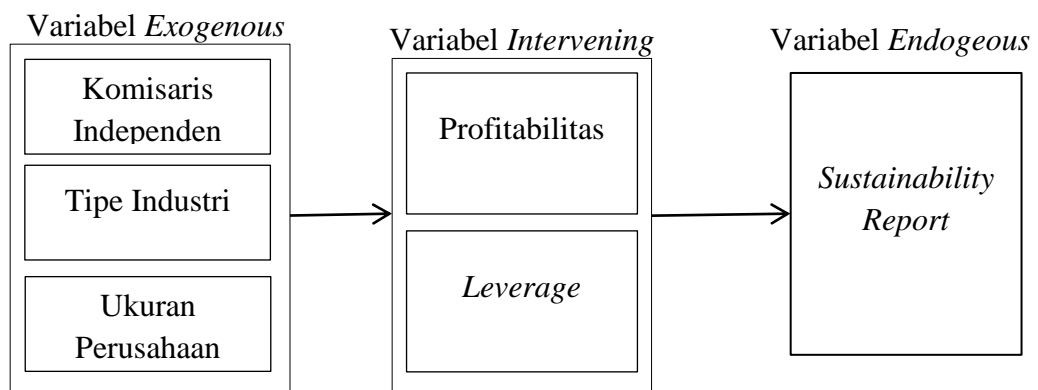 Variabel Exogenous
Komisaris
Independen
Tipe Industri
Ukuran
Perusahaan
Variabel Intervening
Profitabilitas
Leverage
Variabel Endogeous
Sustainability
Report